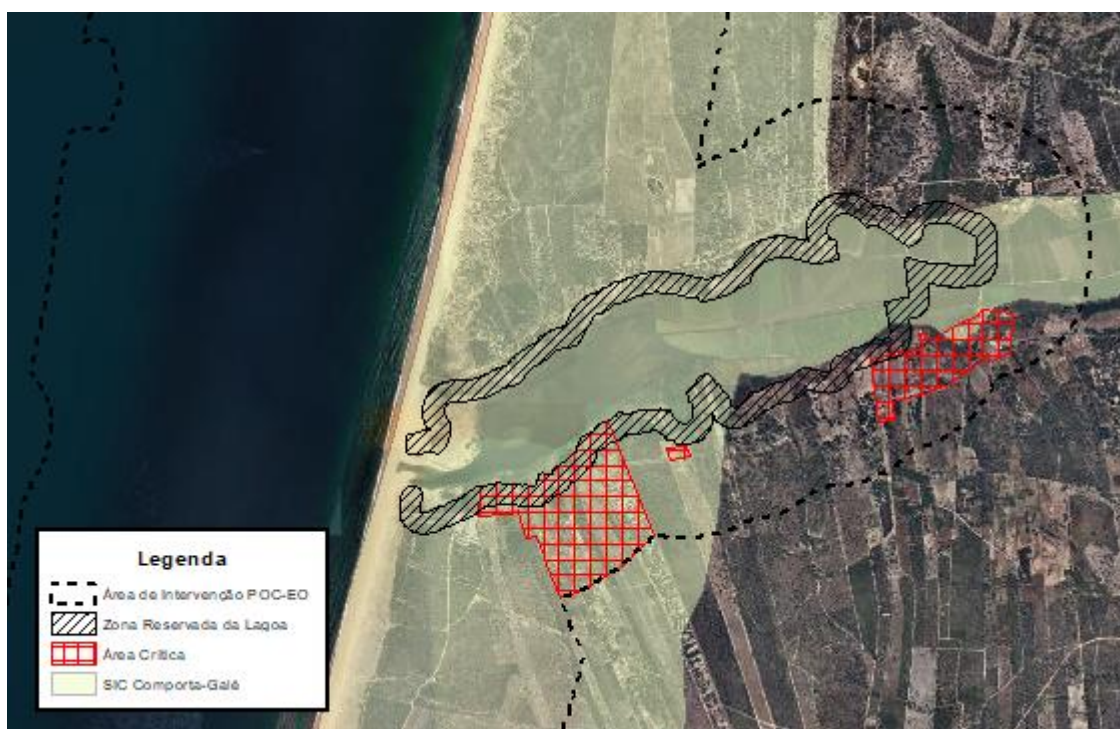 Legenda
Área de Intervenção POC-EO
Zona Reservada da Lagoa
Área Crítica
SIC Comporta-Galé